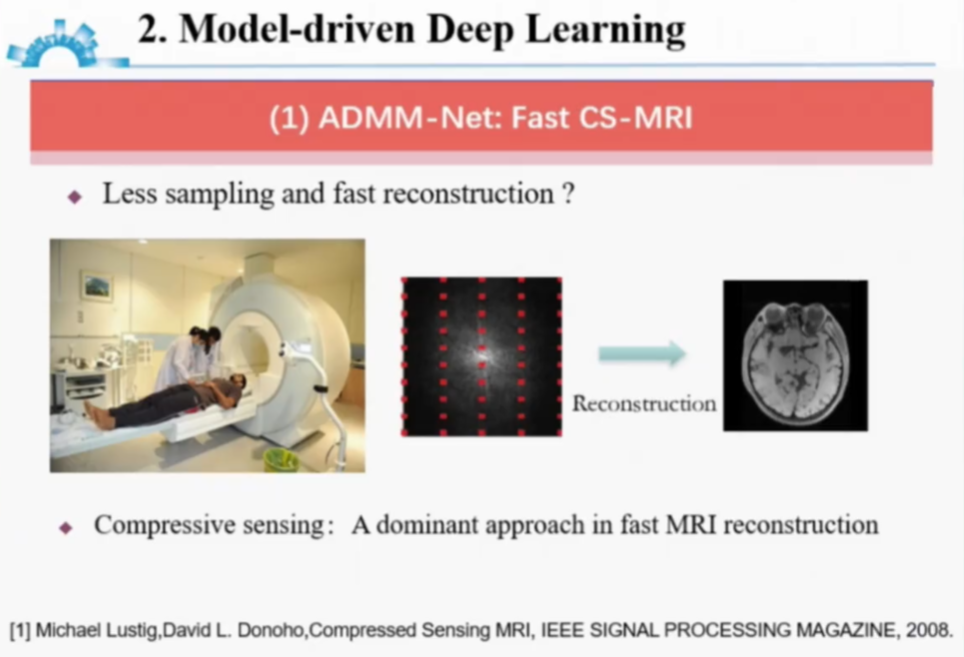 2. Model-driven Deep Learning
(1) ADMM-Net: Fast CS-MRI
◆ Less sampling and fast reconstruction ?
Reconstruction
◆ Compressive sensing: A dominant approach in fast MRI reconstruction
[1] Michael Lustig,David L. Donoho,Compressed Sensing MRI, IEEE SIGNAL PROCESSING MAGAZINE, 2008.